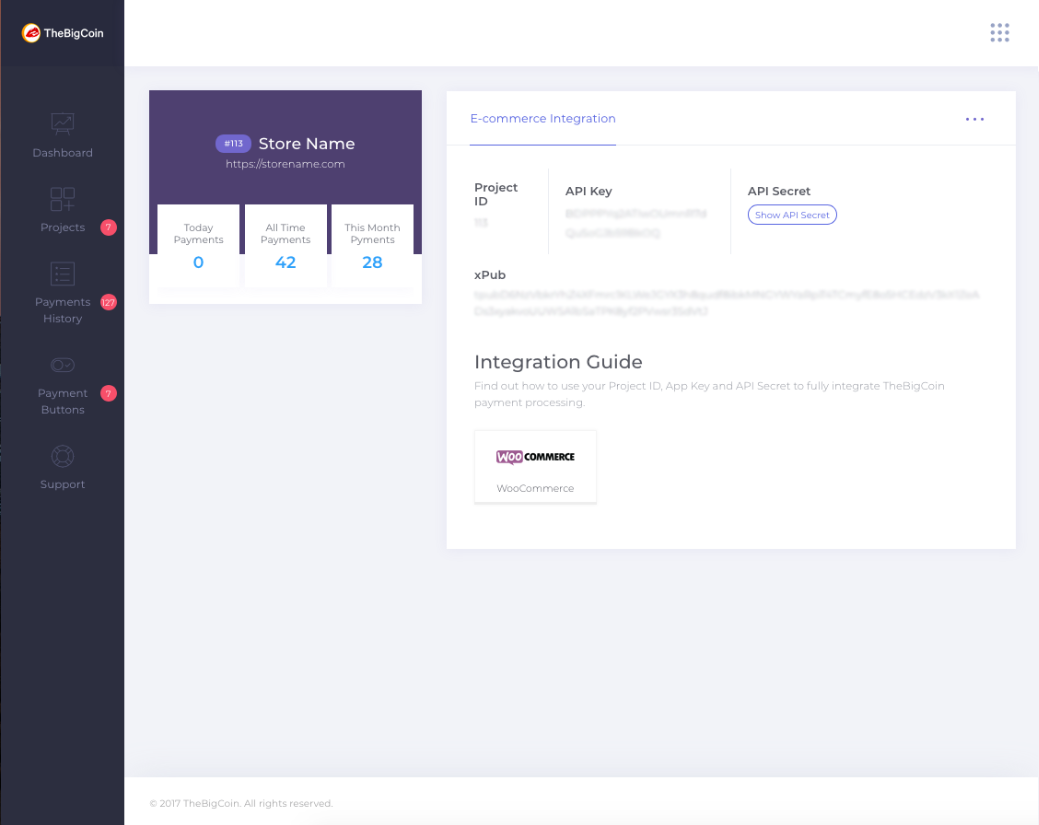 TheBigCoin
Dashboard
Projects
7
Payments
History
127
Payment
Buttons
7
Support
#113 Store Name
https://storename.com
Today
Payments
0
All Time
Payments
42
This Month
Pyments
28
E-commerce Integration
Project
ID
113
API Key
API Secret
Show API Secret
xPub
Integration Guide
Find out how to use your Project ID, App Key and API Secret to fully integrate TheBigCoin
payment processing.
WOO COMMERCE
WooCommerce
© 2017 TheBigCoin. All rights reserved.